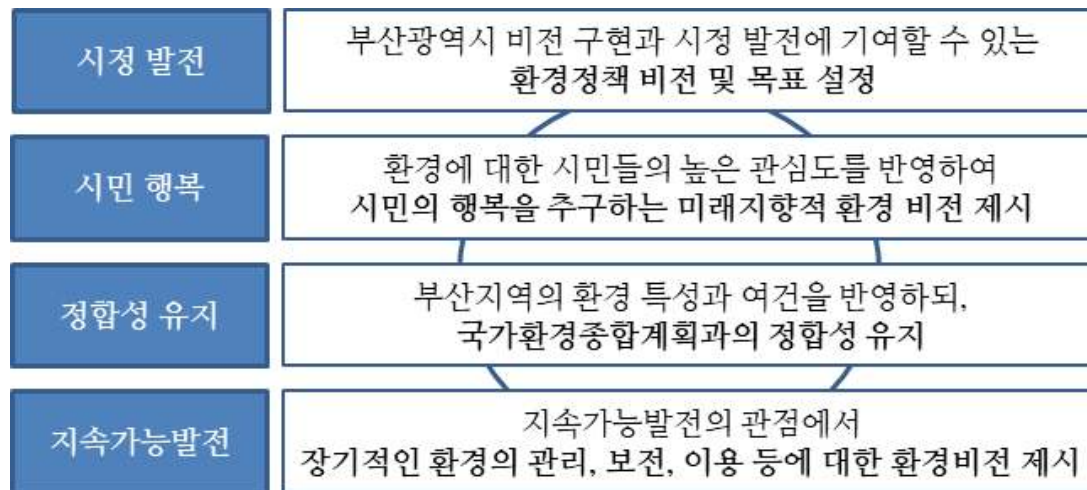 시정 발전
부산광역시 비전 구현과 시정 발전에 기여할 수 있는
환경정책 비전 및 목표 설정
시민 행복
환경에 대한 시민들의 높은 관심도를 반영하여
시민의 행복을 추구하는 미래지향적 환경 비전 제시
정합성 유지
부산지역의 환경 특성과 여건을 반영하되,
국가환경종합계획과의 정합성 유지
지속가능발전
지속가능발전의 관점에서
장기적인 환경의 관리, 보전, 이용 등에 대한 환경비전 제시